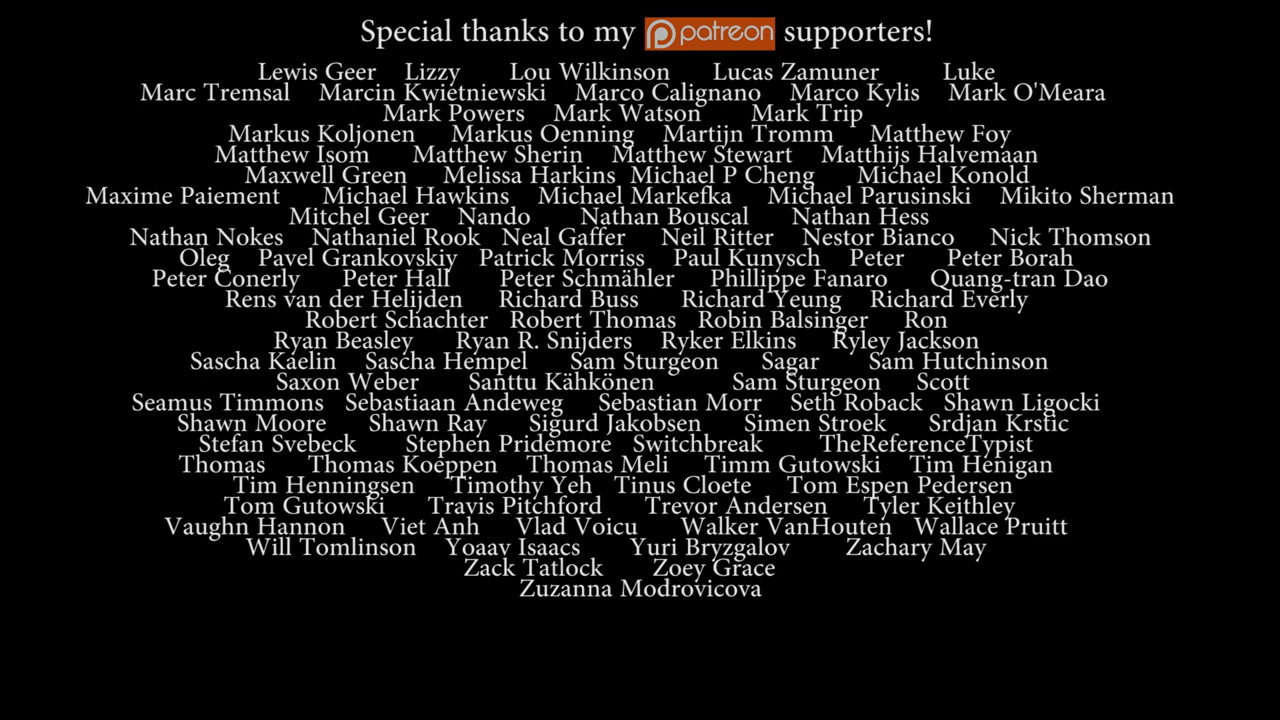 Special thanks to my patreon supporters!
Lewis Geer Lizzy Lou Wilkinson Lucas Zamuner Luke
Marc Tremsal Marcin Kwietniewski Marco Calignano Marco Kylis Mark O'Meara
Mark Powers Mark Watson Mark Trip
Markus Koljonen Markus Oenning Martijn Tromm Matthew Foy
Matthew Isom Matthew Sherin Matthew Stewart Matthijs Halvemaan
Maxwell Green Melissa Harkins Michael P Cheng Michael Konold
Maxime Paiement Michael Hawkins Michael Markefka Michael Parusinski Mikito Sherman
Mitchel Geer Nando Nathan Bouscal Nathan Hess
Nathan Nokes Nathaniel Rook Neal Gaffer Neil Ritter Nestor Bianco Nick Thomson
Oleg Pavel Grankovskiy Patrick Morriss Paul Kunysch Peter Peter Borah
Peter Conerly Peter Hall Peter Schmähler Phillippe Fanaro Quang-tran Dao
Rens van der Helijden Richard Buss Richard Yeung Richard Everly
Robert Schachter Robert Thomas Robin Balsinger Ron
Ryan Beasley Ryan R. Snijders Ryker Elkins Ryley Jackson
Sascha Kaelin Sascha Hempel Sam Sturgeon Sagar Sam Hutchinson
Saxon Weber Santtu Kähkönen Sam Sturgeon Scott
Seamus Timmons Sebastiaan Andeweg Sebastian Morr Seth Roback Shawn Ligocki
Shawn Moore Shawn Ray Sigurd Jakobsen Simen Stroek Srdjan Krstic
Stefan Svebeck Stephen Pridemore Switchbreak TheReferenceTypist
Thomas Thomas Koeppen Thomas Meli Timm Gutowski Tim Henigan
Tim Henningsen Timothy Yeh Tinus Cloete Tom Espen Pedersen
Tom Gutowski Travis Pitchford Trevor Andersen Tyler Keithley
Vaughn Hannon Viet Anh Vlad Voicu Walker VanHouten Wallace Pruitt
Will Tomlinson Yoaav Isaacs Yuri Bryzgalov Zachary May
Zack Tatlock Zoey Grace
Zuzanna Modrovicova